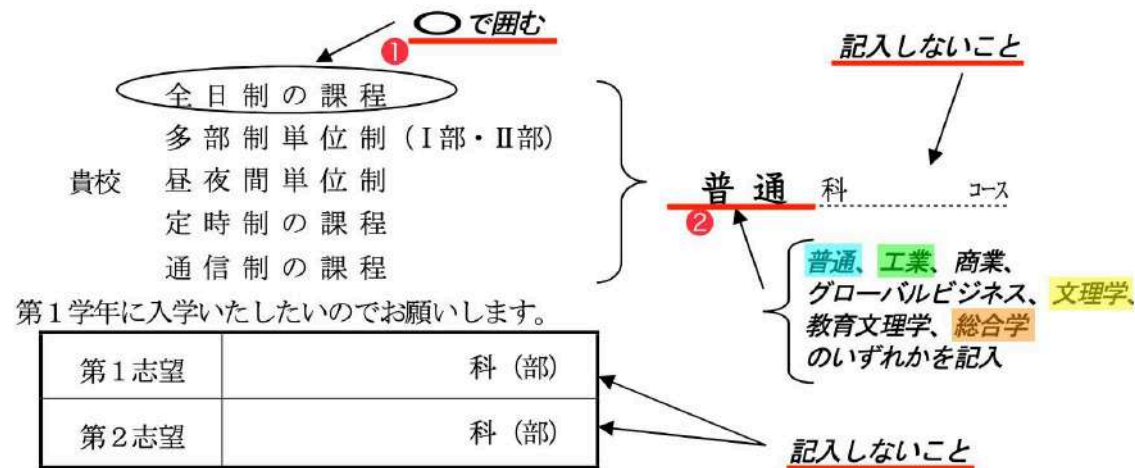 ○で囲む
❶
記入しないこと
全日制の課程
多部制単位制(Ⅰ部・Ⅱ部)
貴校 昼夜間単位制
定時制の課程
通信制の課程
普通 科 コース
❷
普通、工業、商業、
グローバルビジネス、文理学、
教育文理学、総合学
のいずれかを記入
第1学年に入学いたしたいのでお願いします。
第1志望 科(部)
第2志望 科(部)
記入しないこと